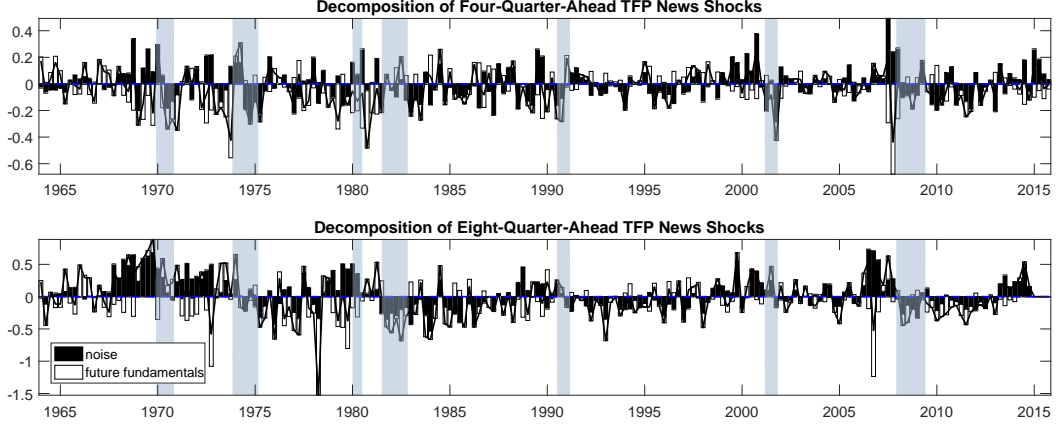 Decomposition of Four-Quarter-Ahead TFP News Shocks
0.4
0.2
0
-0.2
-0.4
-0.6
1965 1970 1975 1980 1985 1990 1995 2000 2005 2010 2015
Decomposition of Eight-Quarter-Ahead TFP News Shocks
0.5
0
-0.5
-1
-1.5
noise
future fundamentals
1965 1970 1975 1980 1985 1990 1995 2000 2005 2010 2015